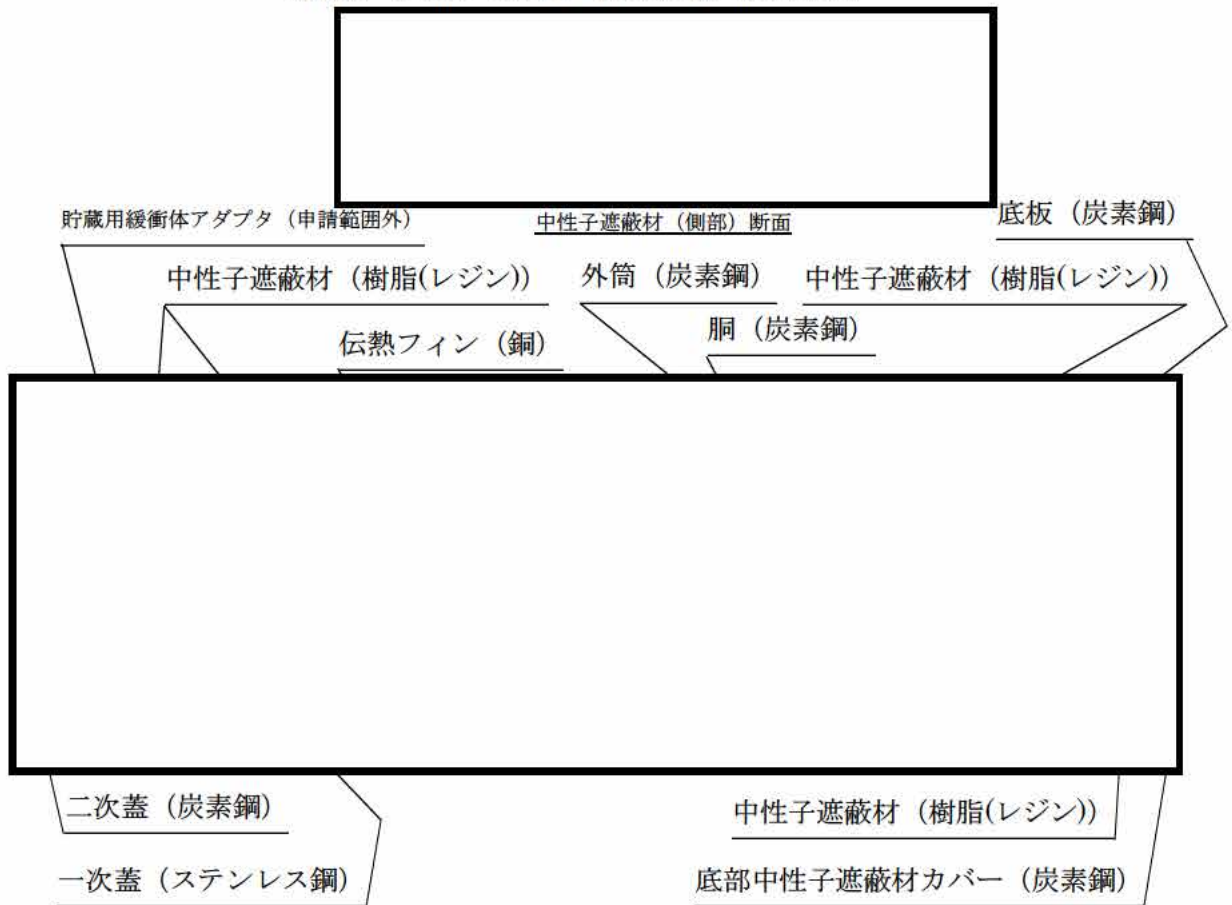 貯蔵用緩衝体アダプタ（申請範囲外）
中性子遮蔽材（側部）断面
底板（炭素鋼）
中性子遮蔽材（樹脂(レジン)）
外筒（炭素鋼）
中性子遮蔽材（樹脂(レジン)）
伝熱フィン（銅）
胴（炭素鋼）
二次蓋（炭素鋼）
中性子遮蔽材（樹脂(レジン)）
一次蓋（ステンレス鋼）
底部中性子遮蔽材カバー（炭素鋼）